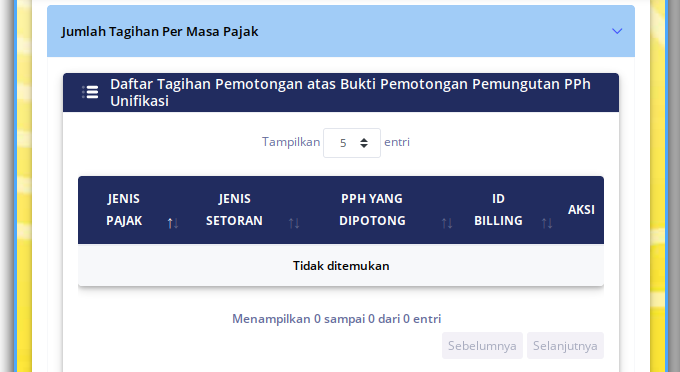 Jumlah Tagihan Per Masa Pajak
Daftar Tagihan Pemotongan atas Bukti Pemotongan Pemungutan PPh
Unifikasi
Tampilkan 5 entri
JENIS PAJAK JENIS SETORAN PPH YANG DIPOTONG ID BILLING AKSI
Tidak ditemukan
Menampilkan 0 sampai 0 dari 0 entri
Sebelumnya Selanjutnya